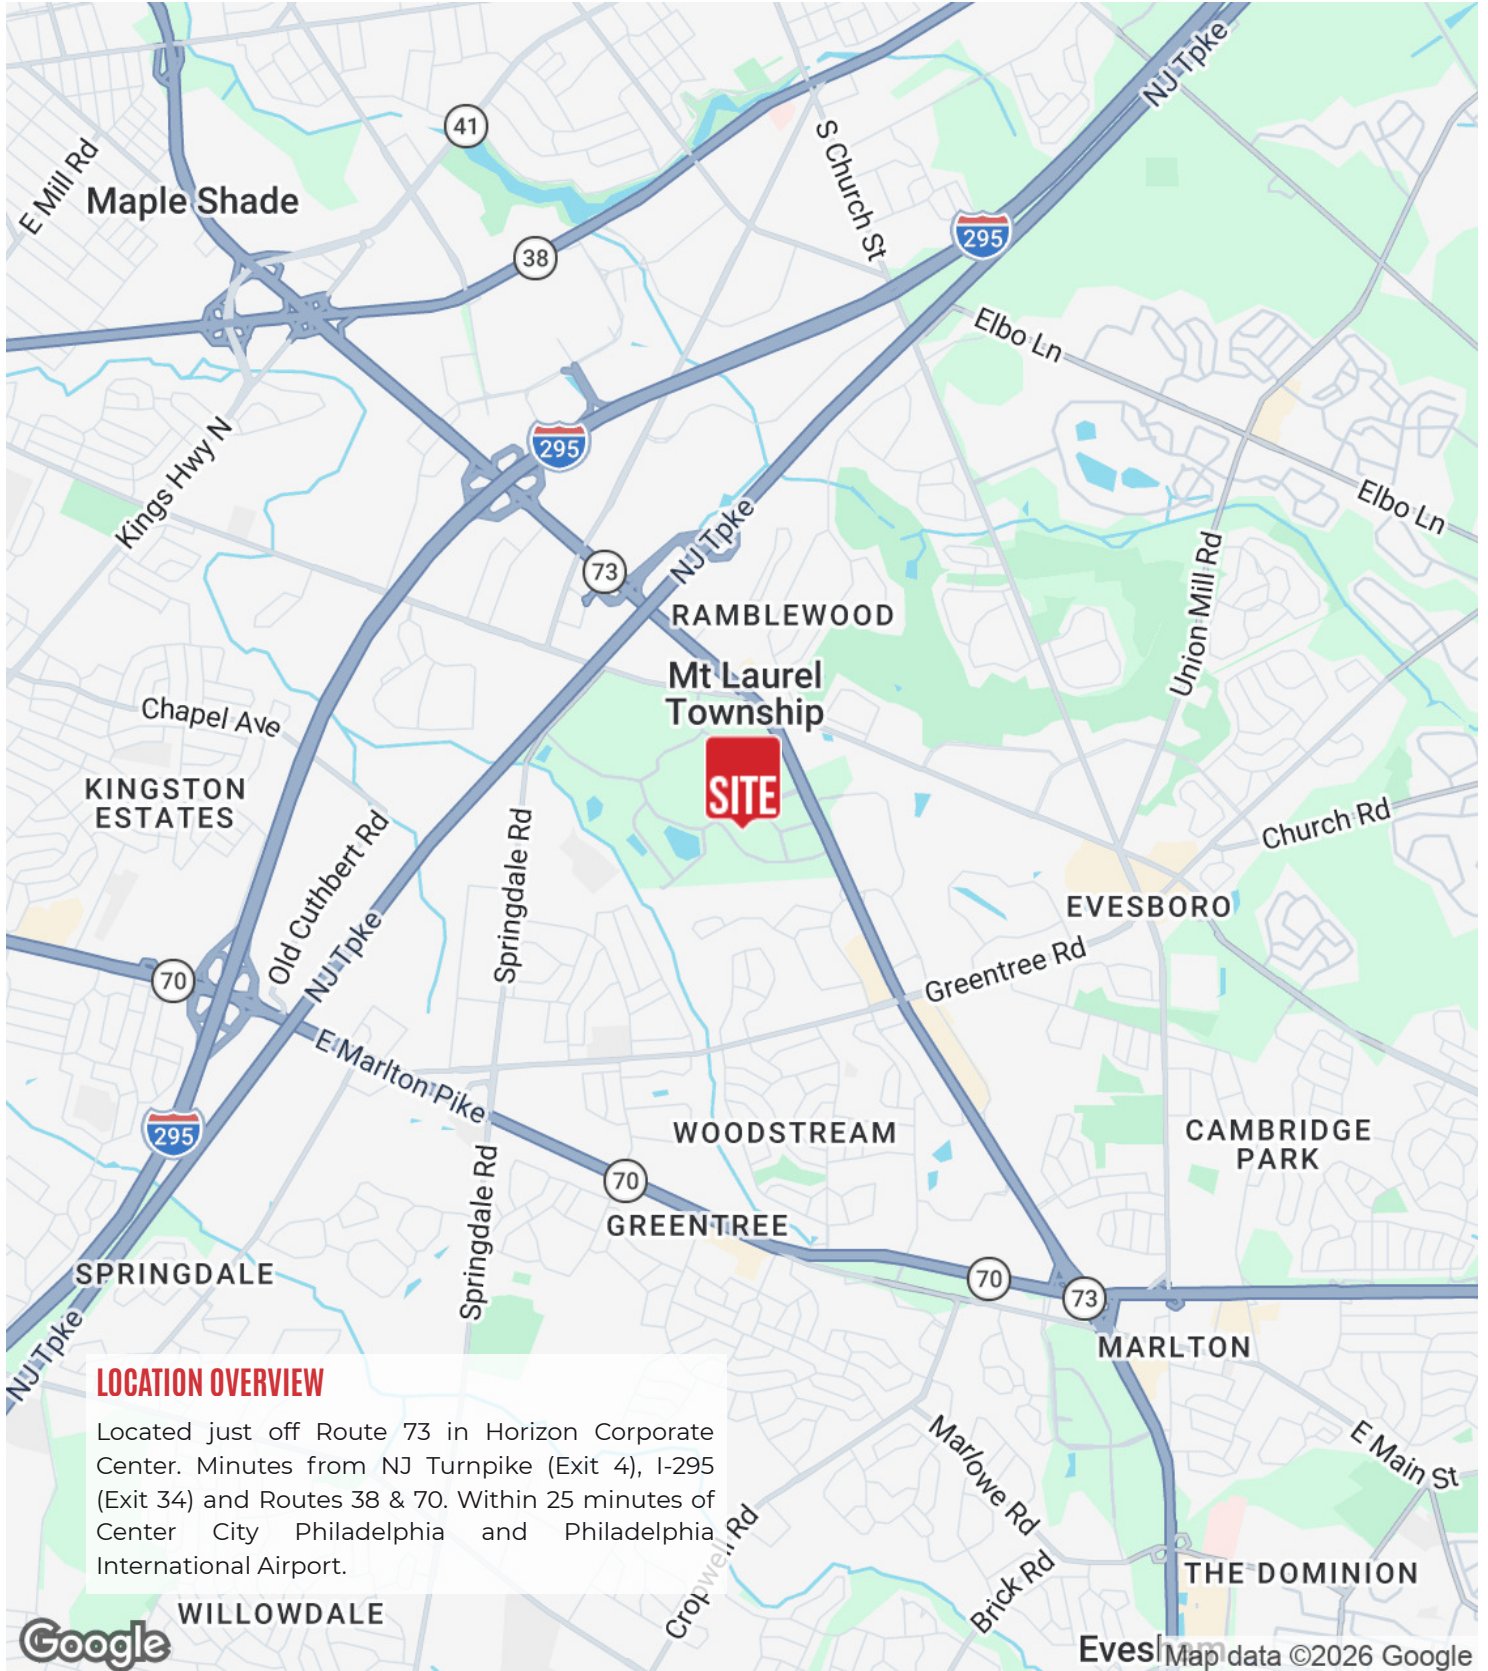 NJ Tpke
41
E Mill Rd
Maple Shade
S Church St
38
295
Elbo Ln
Kings Hwy N
295
Elbo Ln
NJ Tpke
73
RAMBLEWOOD
Union Mill Rd
Mt Laurel
Township
Chapel Ave
SITE
KINGSTON
ESTATES
Church Rd
Old Cuthbert Rd
Springdale Rd
EVESBORO
NJ Tpke
Greentree Rd
70
E Marlton Pike
295
WOODSTREAM
CAMBRIDGE
PARK
70
GREENTREE
Springdale Rd
SPRINGDALE
70
73
NJ Tpke
MARLTON
LOCATION OVERVIEW
Located just off Route 73 in Horizon Corporate
Center. Minutes from NJ Turnpike (Exit 4), I-295
(Exit 34) and Routes 38 & 70. Within 25 minutes of
Center City Philadelphia and Philadelphia
International Airport.
Marlowe Rd
E Main St
Cropwell Rd
Brick Rd
THE DOMINION
WILLOWDALE
Google
Evesham
Map data ©2026 Google